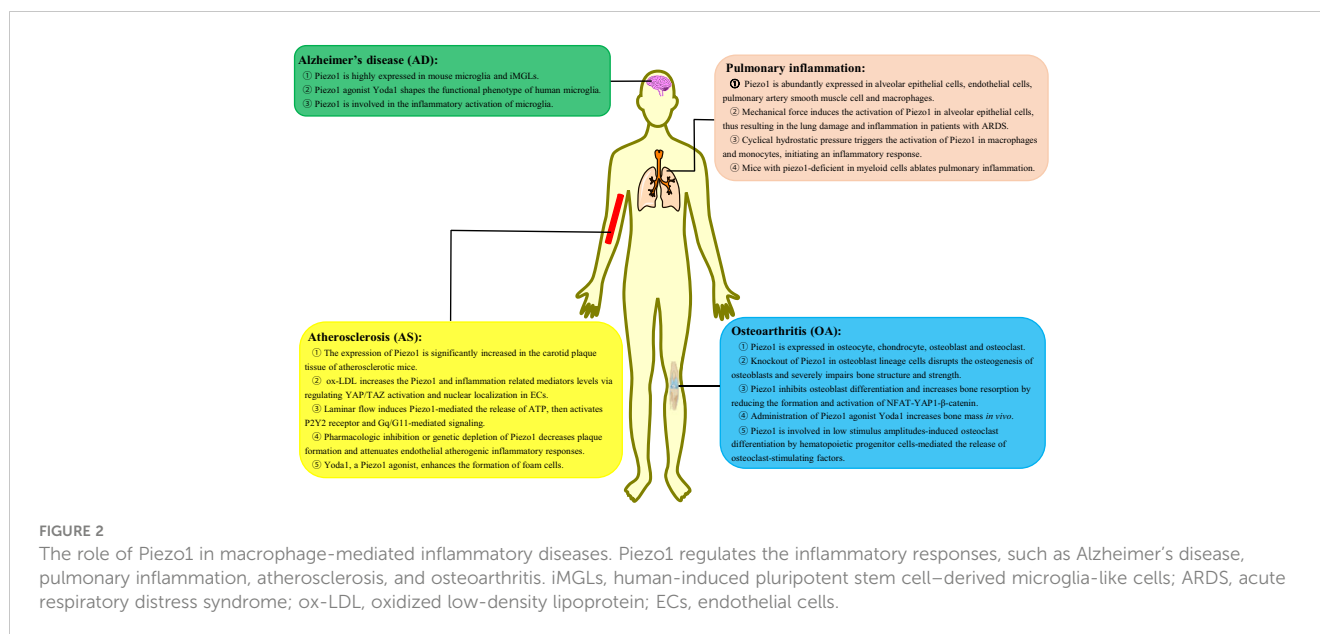 Alzheimer's disease (AD):
① Piezo1 is highly expressed in mouse microglia and iMGLs.
② Piezo1 agonist Yoda1 shapes the functional phenotype of human microglia.
③ Piezo1 is involved in the inflammatory activation of microglia.
Pulmonary inflammation:
① Piezo1 is abundantly expressed in alveolar epithelial cells, endothelial cells,
pulmonary artery smooth muscle cell and macrophages.
② Mechanical force induces the activation of Piezo1 in alveolar epithelial cells,
thus resulting in the lung damage and inflammation in patients with ARDS.
③ Cyclical hydrostatic pressure triggers the activation of Piezo1 in macrophages
and monocytes, initiating an inflammatory response.
④ Mice with piezo1-deficient in myeloid cells ablates pulmonary inflammation.
Atherosclerosis (AS):
① The expression of Piezo1 is significantly increased in the carotid plaque
tissue of atherosclerotic mice.
② ox-LDL increases the Piezo1 and inflammation related mediators levels via
regulating YAP/TAZ activation and nuclear localization in ECs.
③ Laminar flow induces Piezo1-mediated the release of ATP, then activates
P2Y2 receptor and Gq/G11-mediated signaling.
④ Pharmacologic inhibition or genetic depletion of Piezo1 decreases plaque
formation and attenuates endothelial atherogenic inflammatory responses.
⑤ Yoda1, a Piezo1 agonist, enhances the formation of foam cells.
Osteoarthritis (OA):
① Piezo1 is expressed in osteocyte, chondrocyte, osteoblast and osteoclast.
② Knockout of Piezo1 in osteoblast lineage cells disrupts the osteogenesis of
osteoblasts and severely impairs bone structure and strength.
③ Piezo1 inhibits osteoblast differentiation and increases bone resorption by
reducing the formation and activation of NFAT-YAP1-β-catenin.
④ Administration of Piezo1 agonist Yoda1 increases bone mass in vivo.
⑤ Piezo1 is involved in low stimulus amplitudes-induced osteoclast
differentiation by hematopoietic progenitor cells-mediated the release of
osteoclast-stimulating factors.
FIGURE 2
The role of Piezo1 in macrophage-mediated inflammatory diseases. Piezo1 regulates the inflammatory responses, such as Alzheimer's disease,
pulmonary inflammation, atherosclerosis, and osteoarthritis. iMGLs, human-induced pluripotent stem cell–derived microglia-like cells; ARDS, acute
respiratory distress syndrome; ox-LDL, oxidized low-density lipoprotein; ECs, endothelial cells.